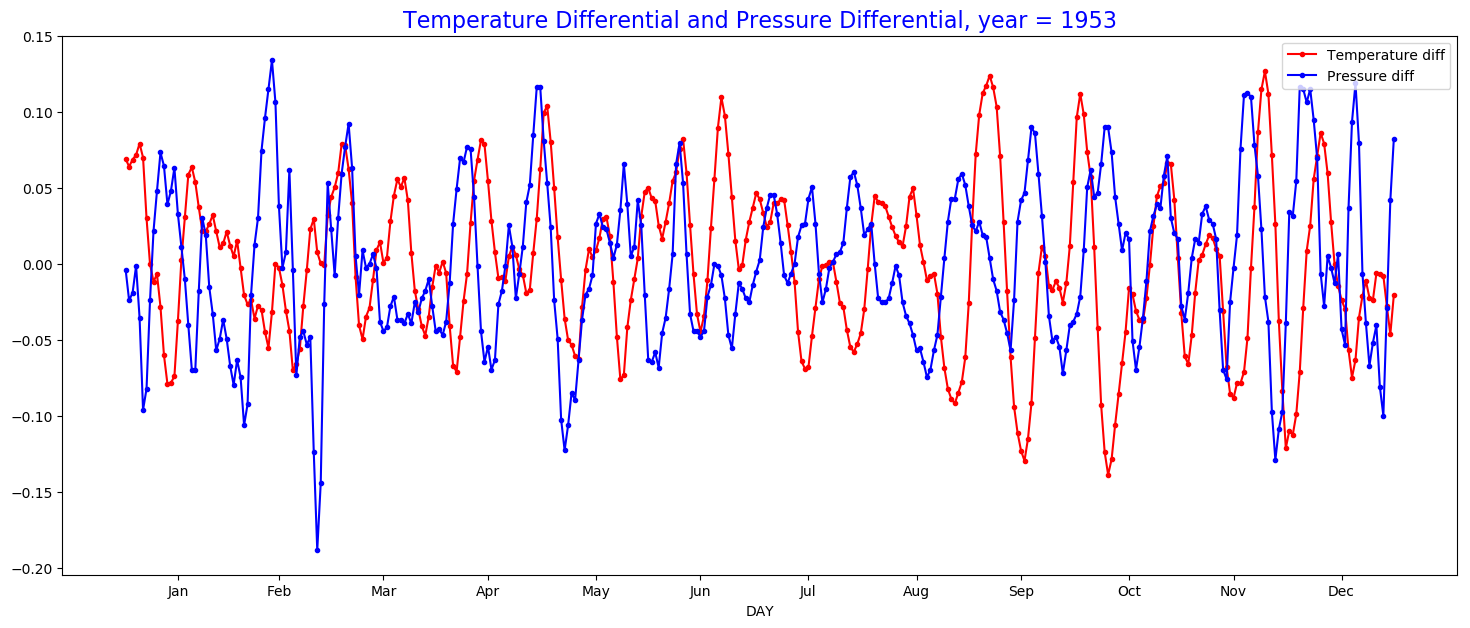 Temperature Differential and Pressure Differential, year = 1953
Temperature diff
Pressure diff
0.15
0.10
0.05
0.00
−0.05
−0.10
−0.15
−0.20
Jan Feb Mar Apr May Jun Jul Aug Sep Oct Nov Dec
DAY